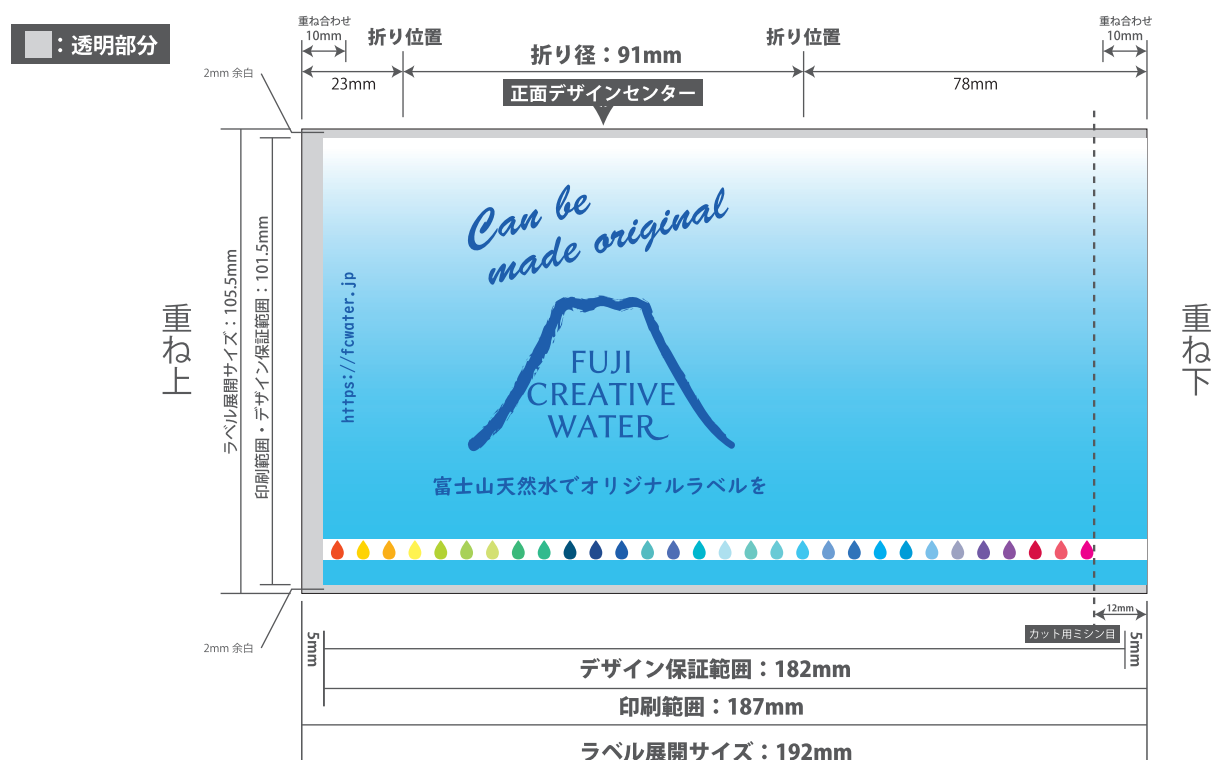 ：透明部分
重ね合わせ
10mm
折り位置
折り径：91mm
折り位置
重ね合わせ
10mm
2mm 余白
23mm
78mm
正面デザインセンター
Can be
made original
https://fcwater.jp
重ね上
ラベル展開サイズ：105.5mm
印刷範囲・デザイン保証範囲：101.5mm
重ね下
FUJI
CREATIVE
WATER
富士山天然水でオリジナルラベルを
12mm
カット用ミシン目
2mm 余白
5mm
5mm
デザイン保証範囲：182mm
印刷範囲：187mm
ラベル展開サイズ：192mm